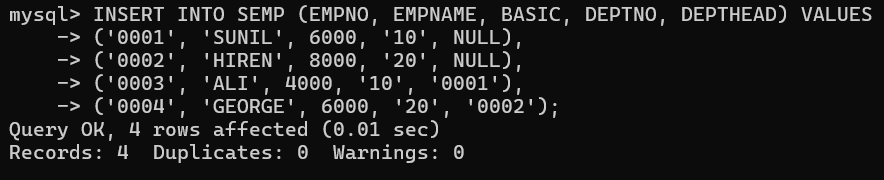 mysql> INSERT INTO SEMP (EMPNO, EMPNAME, BASIC, DEPTNO, DEPTHEAD) VALUES
    -> ('0001', 'SUNIL', 6000, '10', NULL),
    -> ('0002', 'HIREN', 8000, '20', NULL),
    -> ('0003', 'ALI', 4000, '10', '0001'),
    -> ('0004', 'GEORGE', 6000, '20', '0002');
Query OK, 4 rows affected (0.01 sec)
Records: 4  Duplicates: 0  Warnings: 0